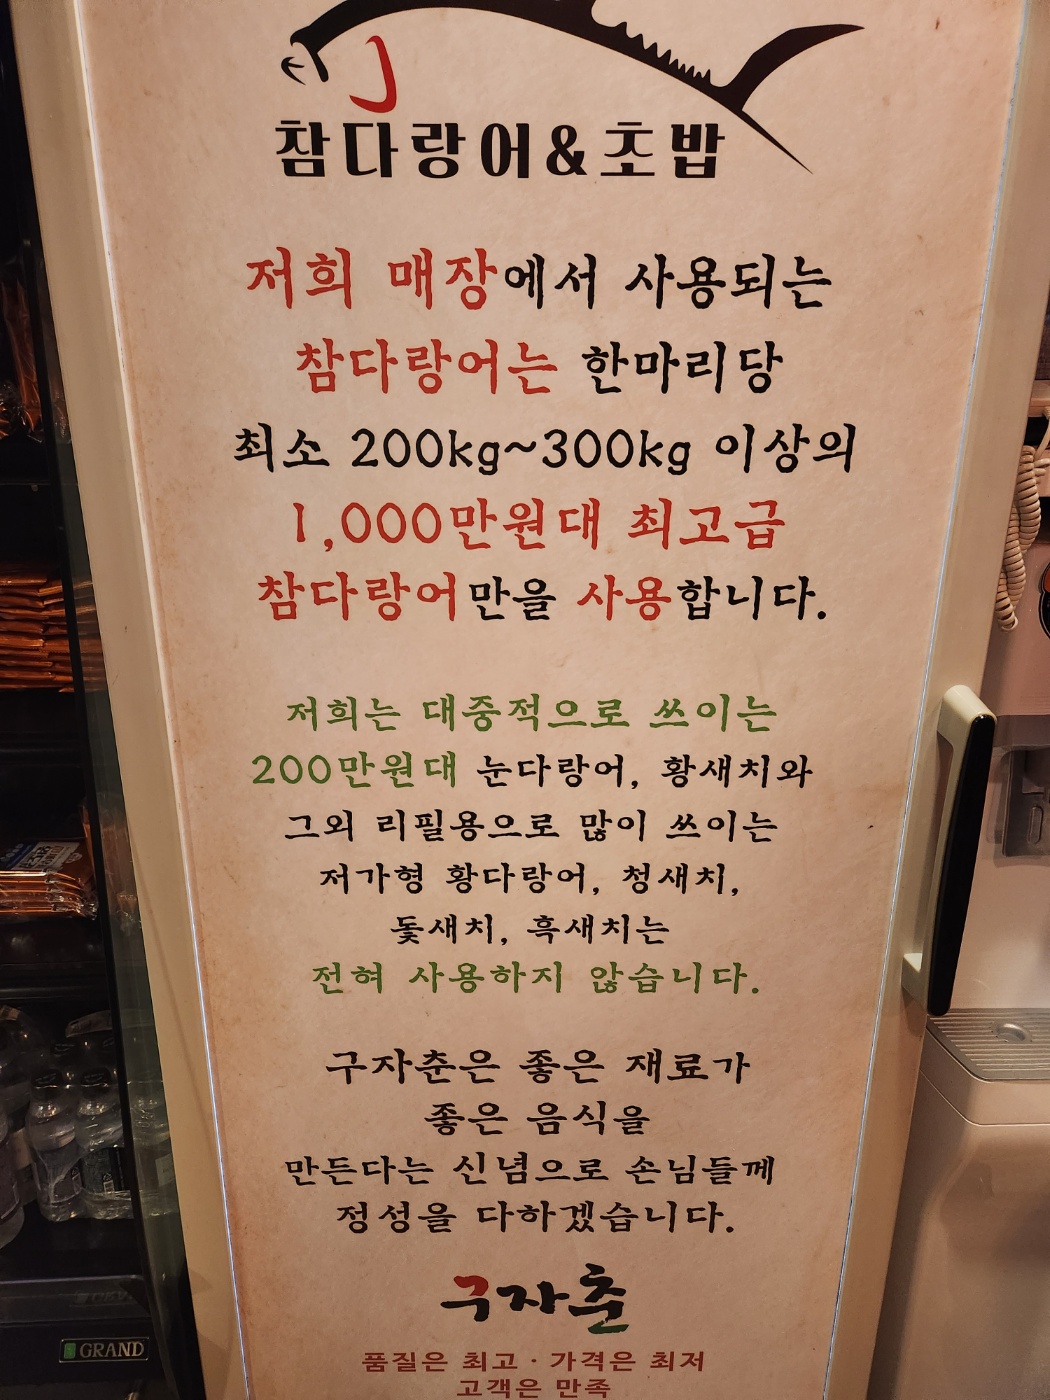 참다랑어&초밥
저희 매장에서 사용되는
참다랑어는 한마리당
최소 200kg~300kg 이상의
1,000만원대 최고급
참다랑어만을 사용합니다.
저희는 대중적으로 쓰이는
200만원대 눈다랑어, 황새치와
그외 리필용으로 많이 쓰이는
저가형 황다랑어, 청새치,
돛새치, 흑새치는
전혀 사용하지 않습니다.
구자춘은 좋은 재료가
좋은 음식을
만든다는 신념으로 손님들께
정성을 다하겠습니다.
구자춘
품질은 최고 · 가격은 최저
고객은 만족
GRAND